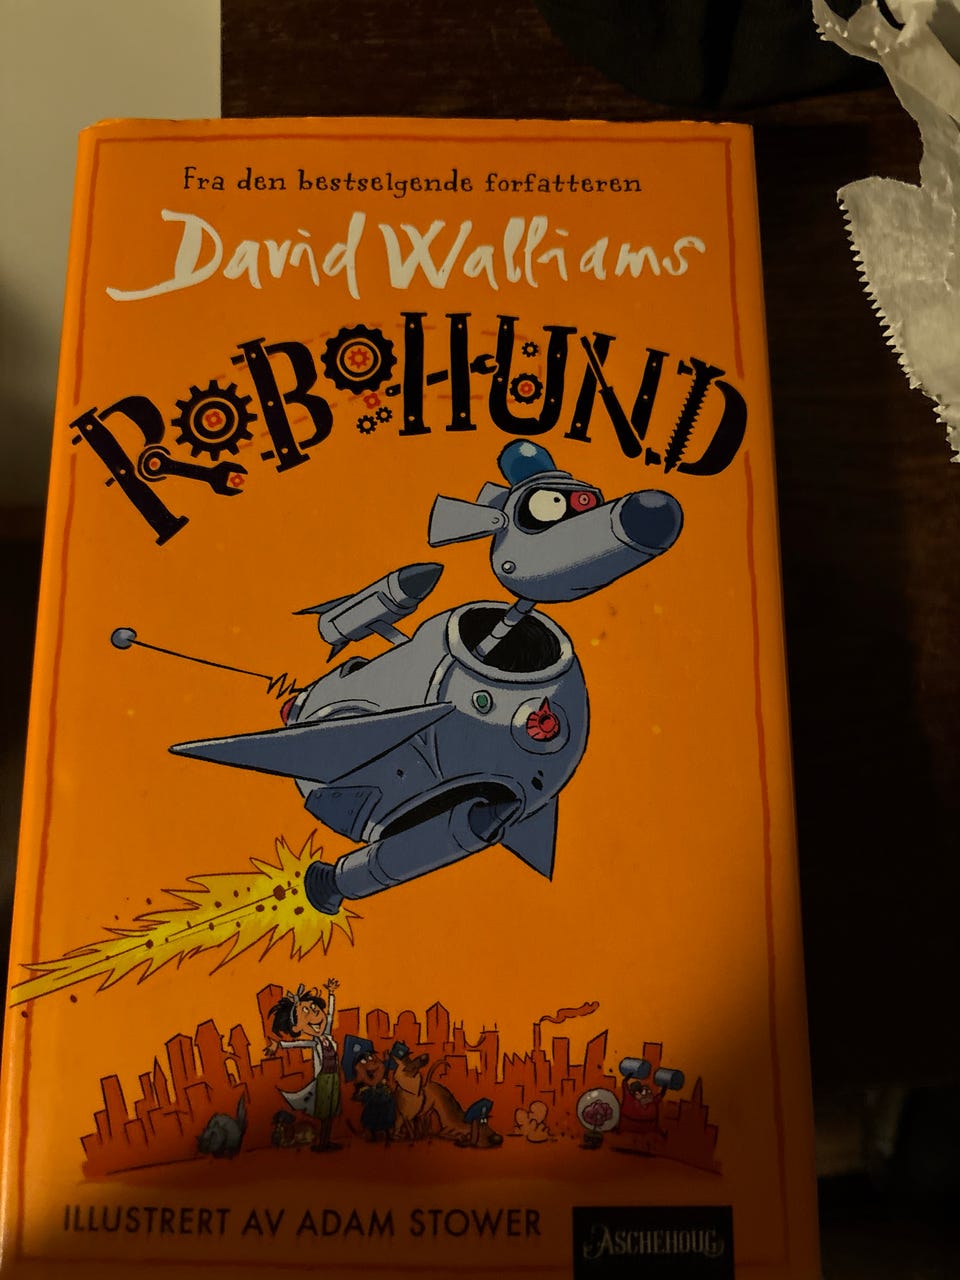 Fra den bestselgende forfatteren
David Walliams
ROBOHUND
ILLUSTRERT AV ADAM STOWER
ASCHEHOUG